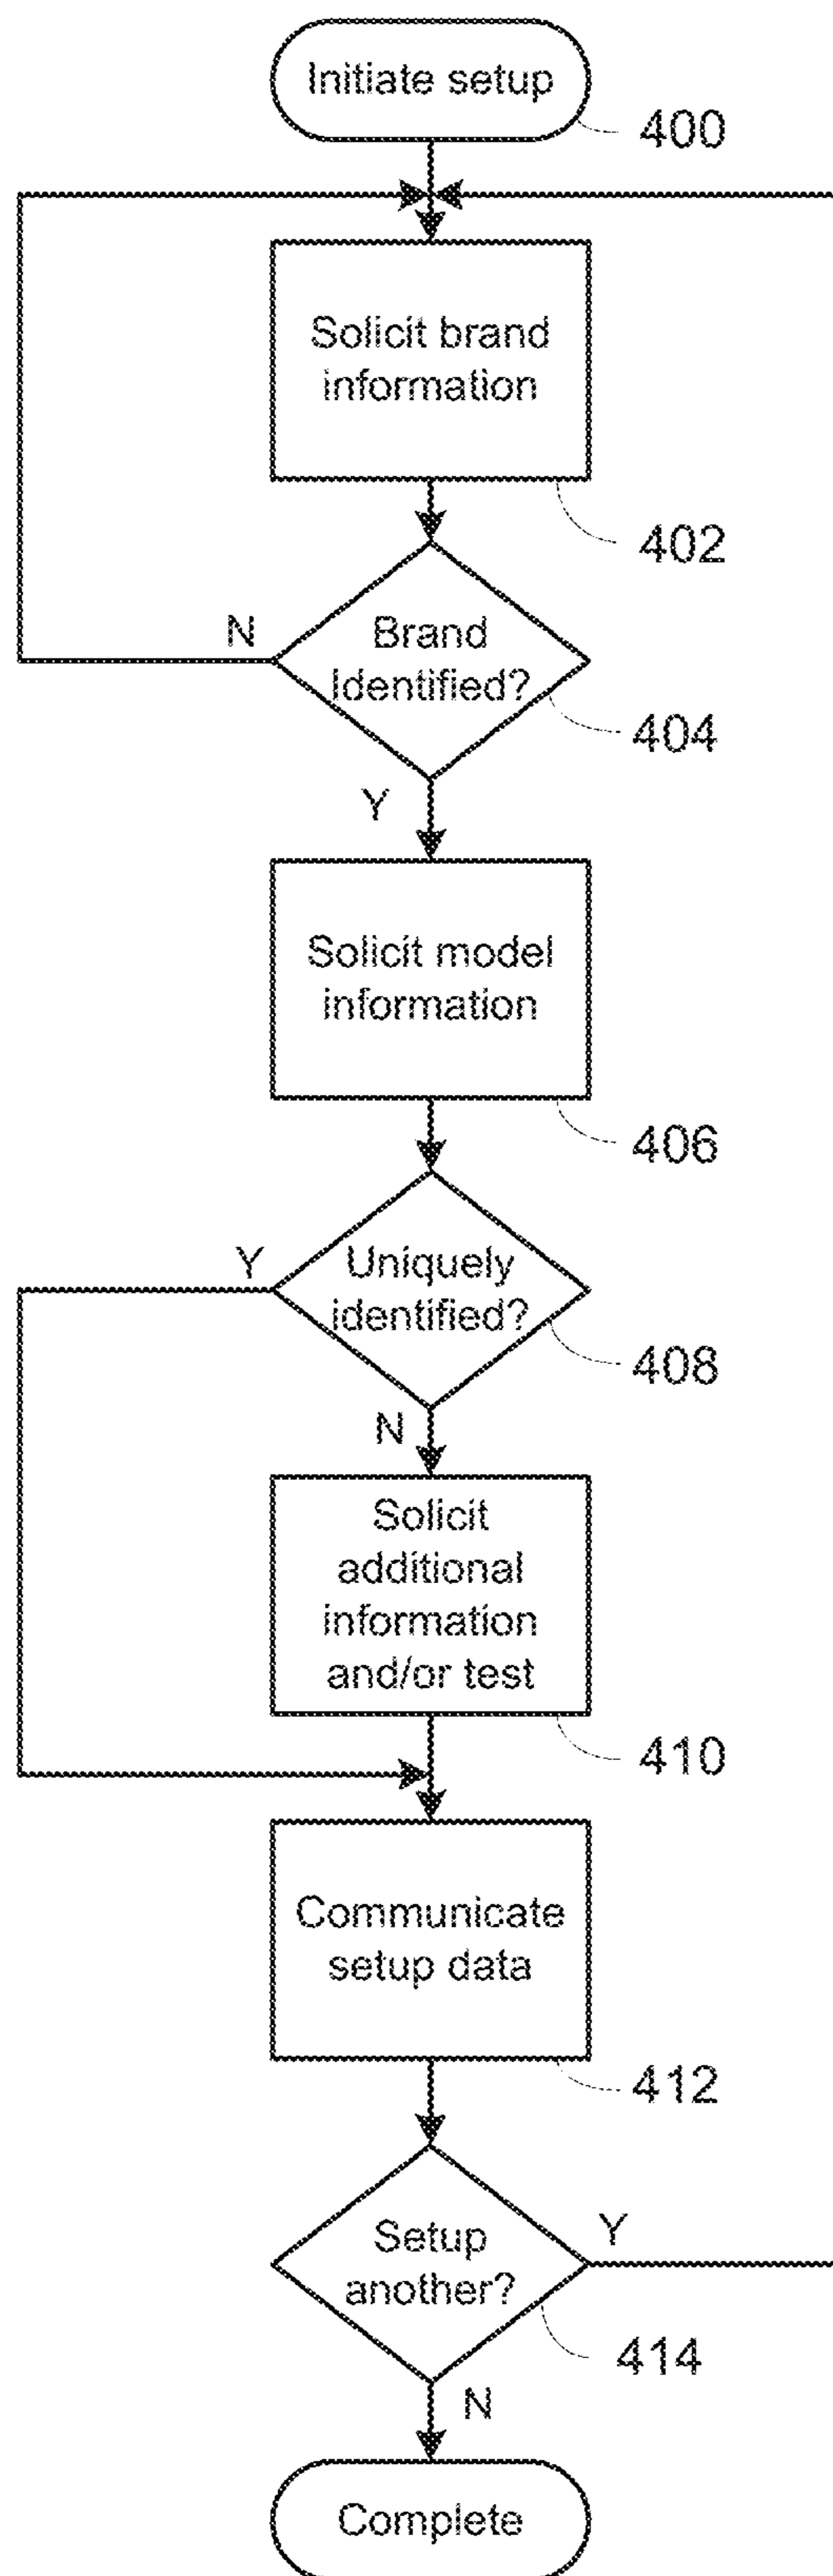 Initiate setup
400
Solicit brand
information
402
N
Brand
Identified?
404
Y
Solicit model
information
406
Y
Uniquely
identified?
408
N
Solicit
additional
information
and/or test
410
Communicate
setup data
412
Setup
another?
Y
414
N
Complete